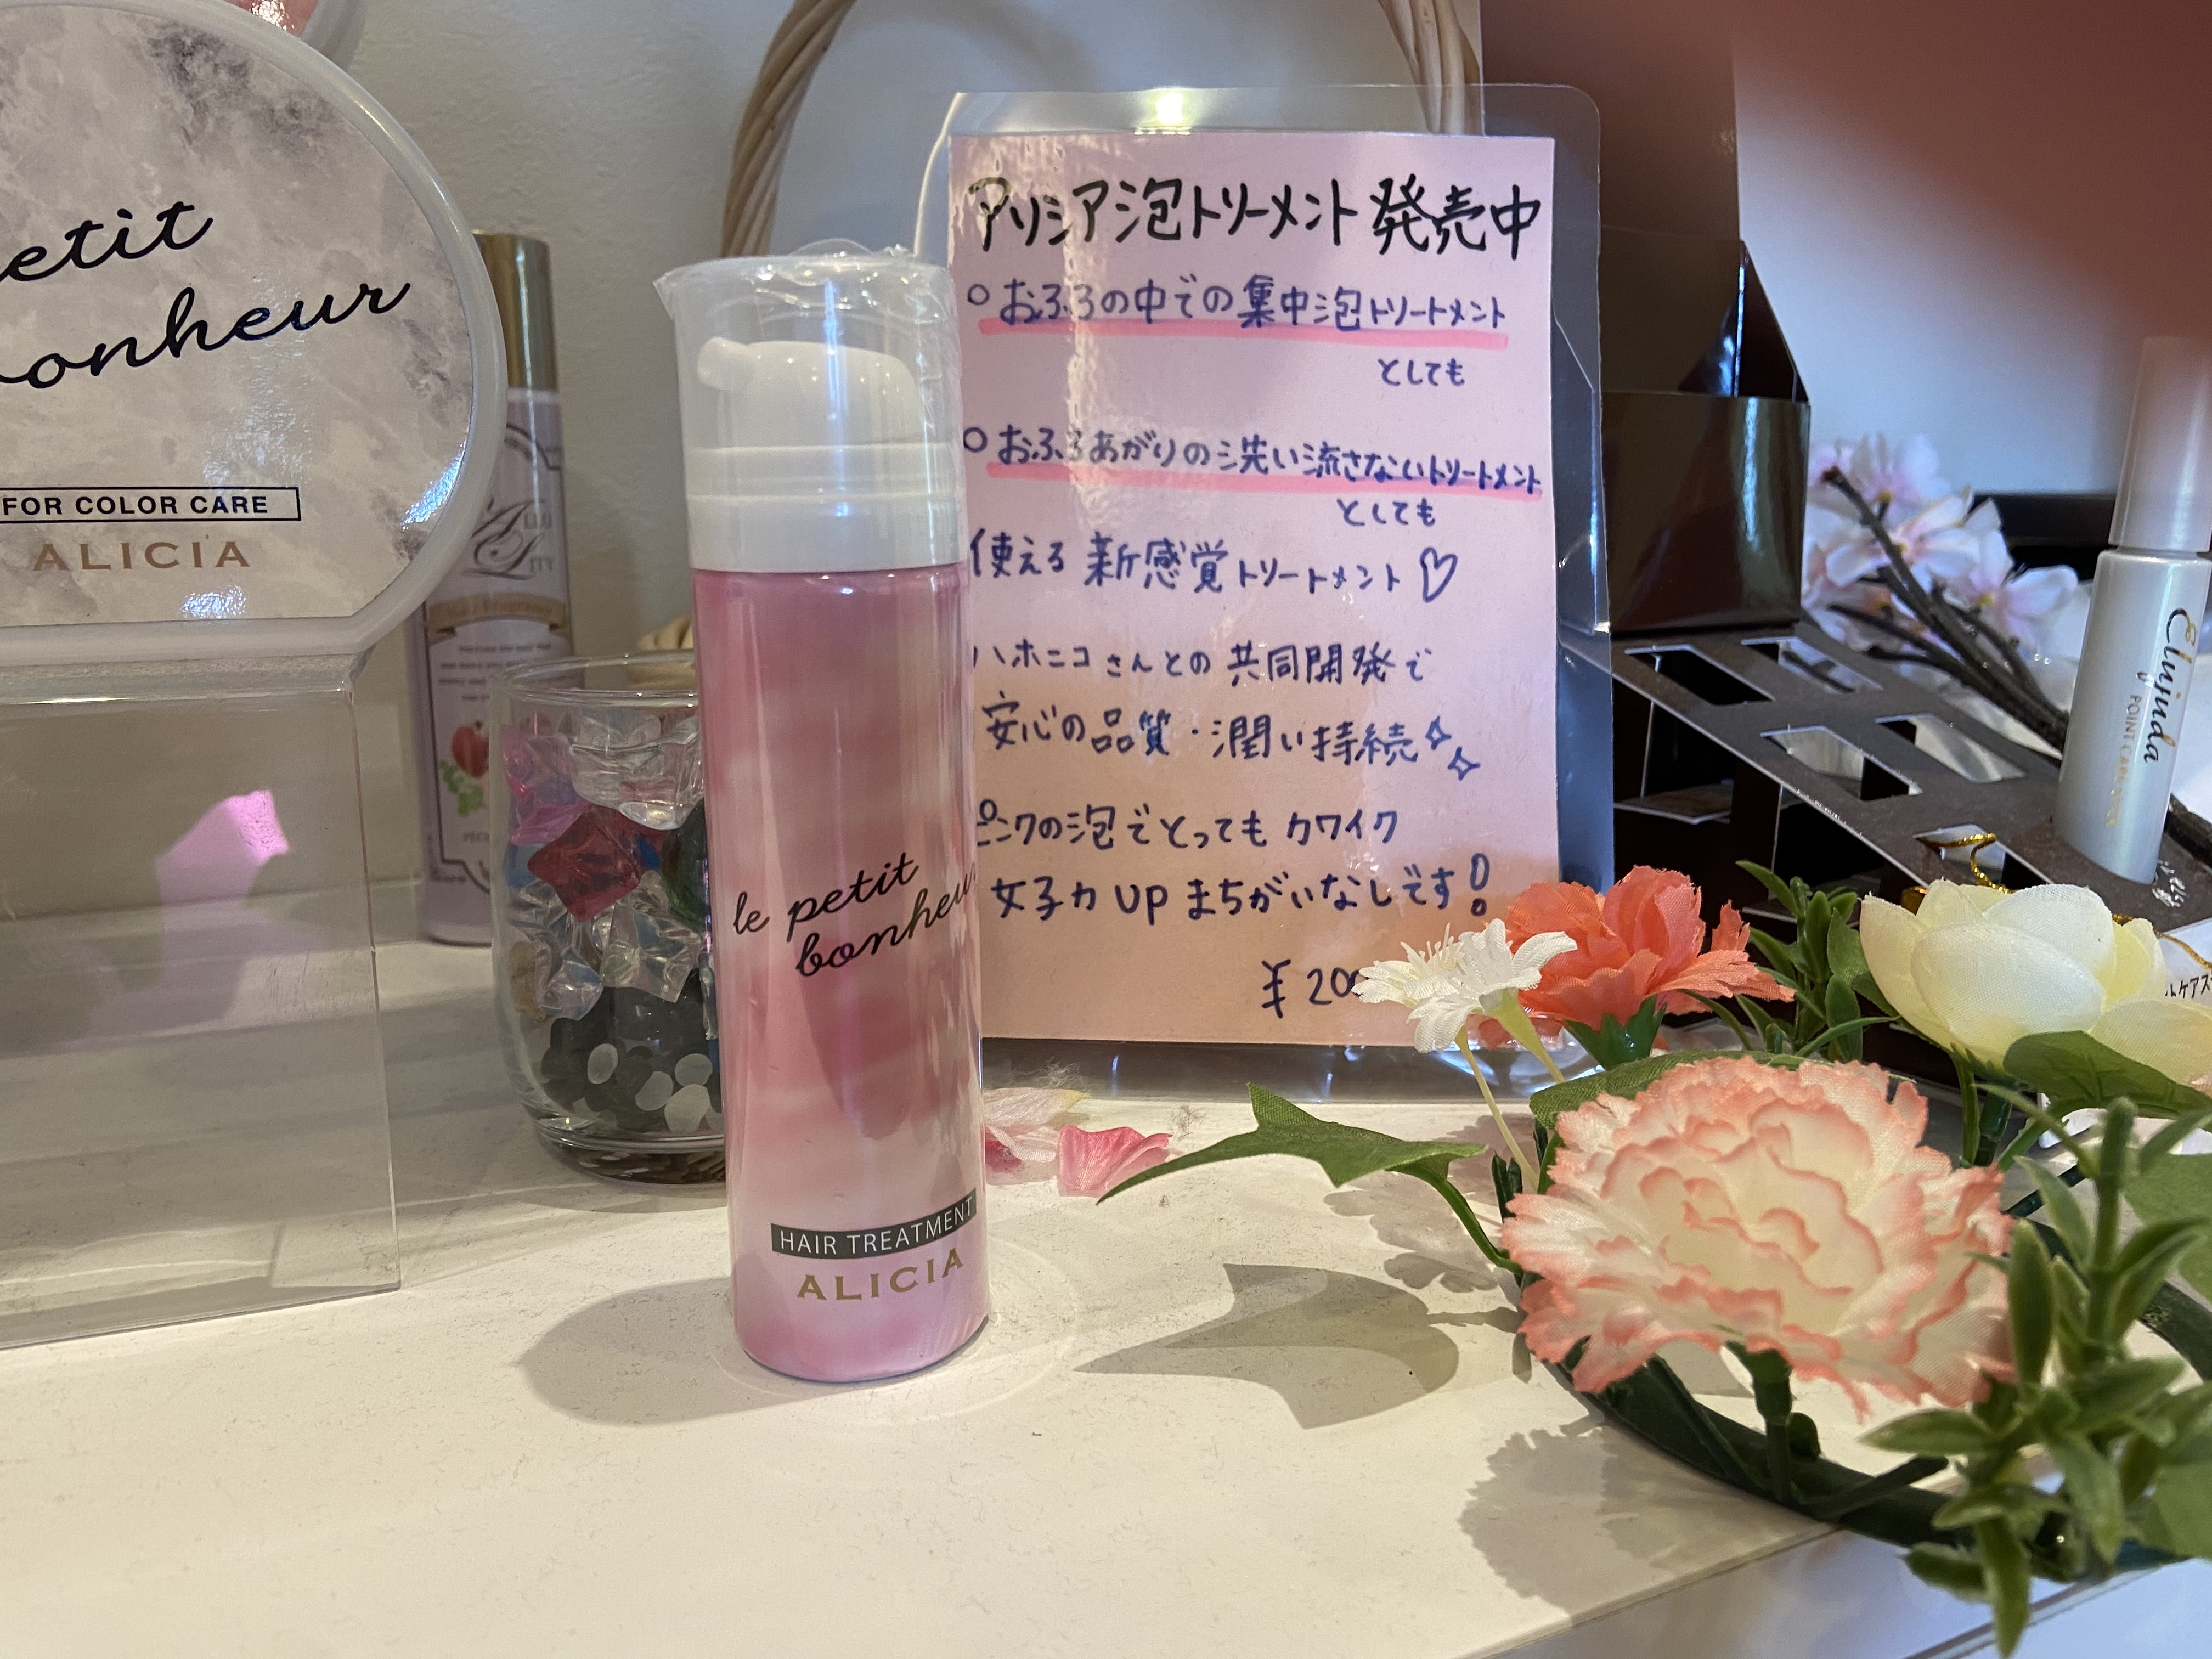 petit
bonheur
FOR COLOR CARE
ALICIA
アリシア泡トリーメント発売中
○おふろの中での集中泡トリートメント
としても
○おふろあがりの洗い流さないトリートメント
としても
使える新感覚トリートメント♡
ハホニコさんとの共同開発で
安心の品質・潤い持続
ピンクの泡でとってもカワイク
女子力UPまちがいなしです!
¥200
le petit
bonheur
HAIR TREATMENT
ALICIA
Elujuda
POINT CARE STICK